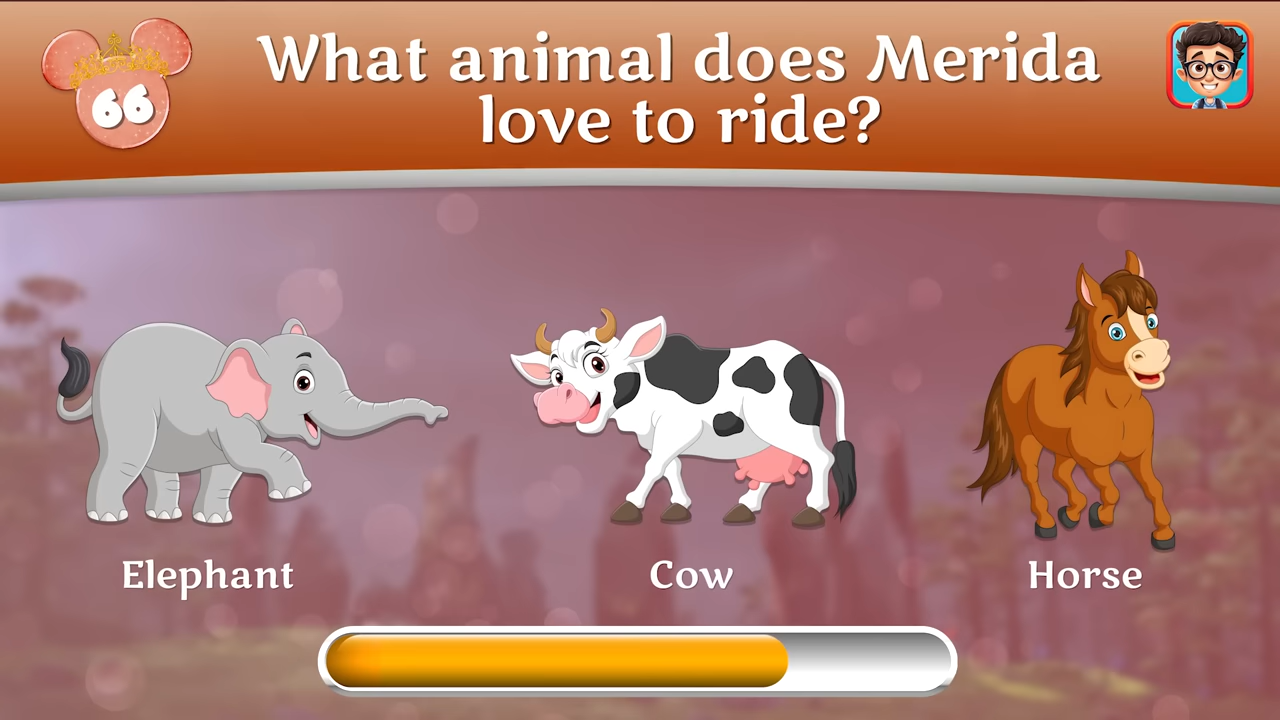 66
What animal does Merida
love to ride?
Elephant
Cow
Horse